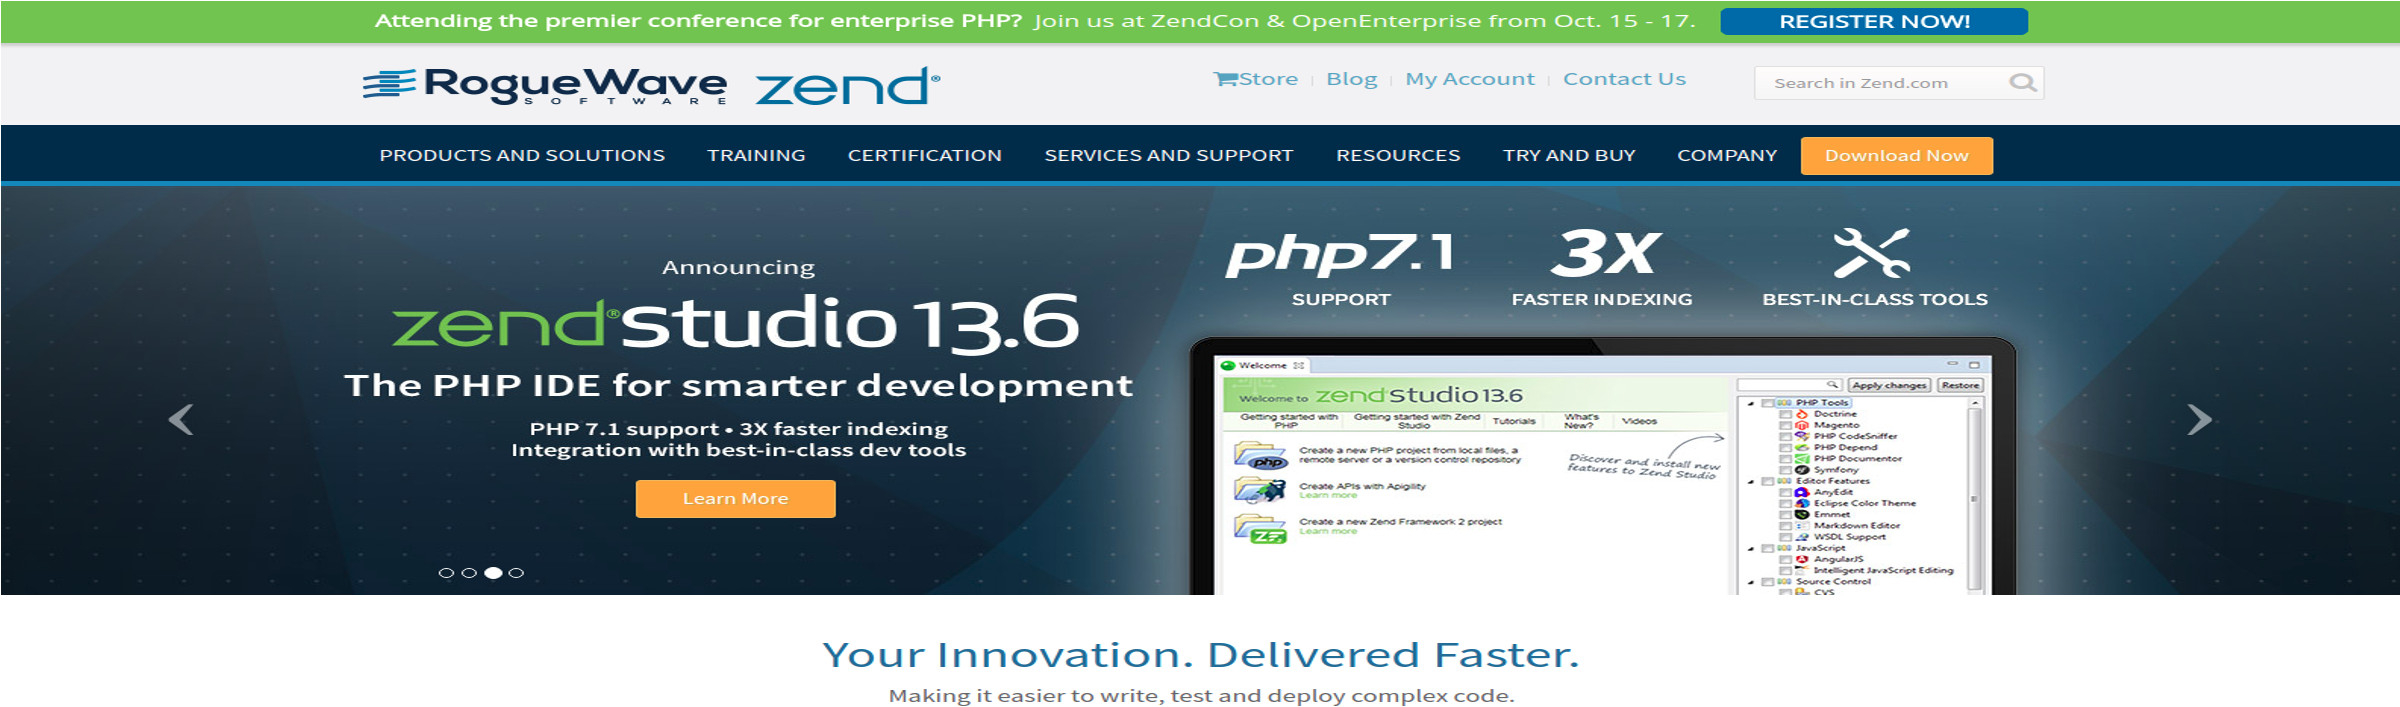 Attending the premier conference for enterprise PHP? Join us at ZendCon & OpenEnterprise from Oct. 15 - 17. REGISTER NOW!
RogueWave
SOFTWARE
zend®
Store Blog My Account Contact Us
Search in Zend.com
PRODUCTS AND SOLUTIONS TRAINING CERTIFICATION SERVICES AND SUPPORT RESOURCES TRY AND BUY COMPANY Download Now
Announcing
zend® studio 13.6
The PHP IDE for smarter development
PHP 7.1 support • 3X faster indexing
Integration with best-in-class dev tools
Learn More
php7.1
SUPPORT
3X
FASTER INDEXING
BEST-IN-CLASS TOOLS
Welcome
Welcome to zend studio 13.6
Getting started with PHP
Getting started with Zend Studio
Tutorials
What's New?
Videos
php
Create a new PHP project from local files, a
remote server or a version control repository
Create APIs with Apigility
Learn more
ZF
Create a new Zend Framework 2 project
Learn more
Discover and install new
features to Zend Studio
Apply changes Restore
PHP Tools
Doctrine
Magento
PHP CodeSniffer
PHP Depend
PHP Documentor
Symfony
Editor Features
AnyEdit
Eclipse Color Theme
Emmet
Markdown Editor
WSDL Support
JavaScript
AngularJS
Intelligent JavaScript Editing
Source Control
CVS
Your Innovation. Delivered Faster.
Making it easier to write, test and deploy complex code.